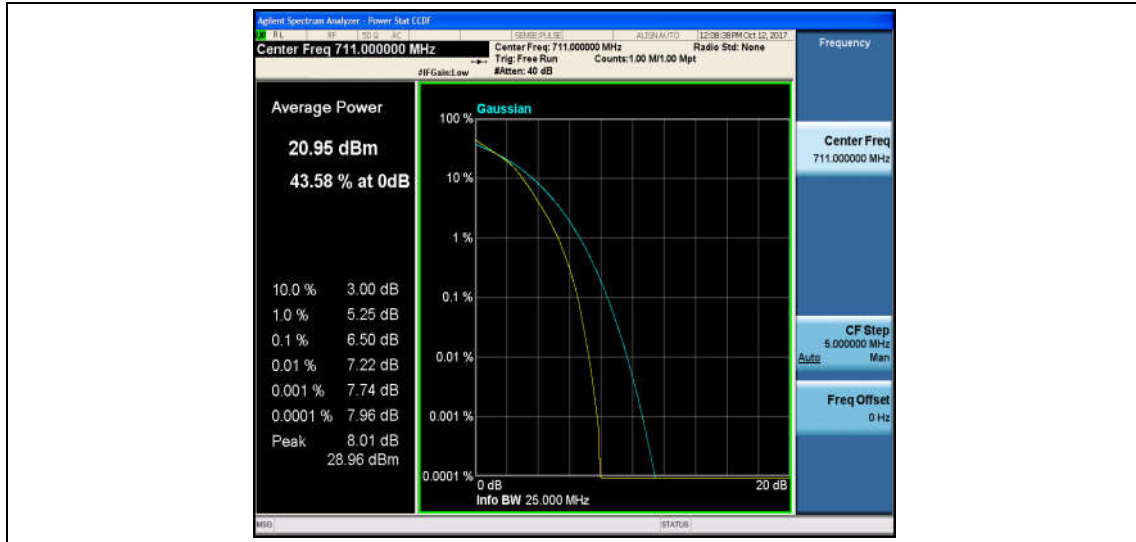 Agilent Spectrum Analyzer - Power Stat CCDF
RL RF 50 Ω AC SENSE:PULSE ALIGN AUTO 12:08:38 PM Oct 12, 2017
Center Freq 711.000000 MHz
Center Freq: 711.000000 MHz Radio Std: None
Trig: Free Run Counts:1.00 M/1.00 Mpt
#IFGain:Low #Atten: 40 dB
Frequency
Average Power
20.95 dBm
43.58 % at 0dB
10.0 % 3.00 dB
1.0 % 5.25 dB
0.1 % 6.50 dB
0.01 % 7.22 dB
0.001 % 7.74 dB
0.0001 % 7.96 dB
Peak 8.01 dB
28.96 dBm
Gaussian
100 %
10 %
1 %
0.1 %
0.01 %
0.001 %
0.0001 %
0 dB 20 dB
Info BW 25.000 MHz
Center Freq
711.000000 MHz
CF Step
5.000000 MHz
Auto Man
Freq Offset
0 Hz
MSG STATUS